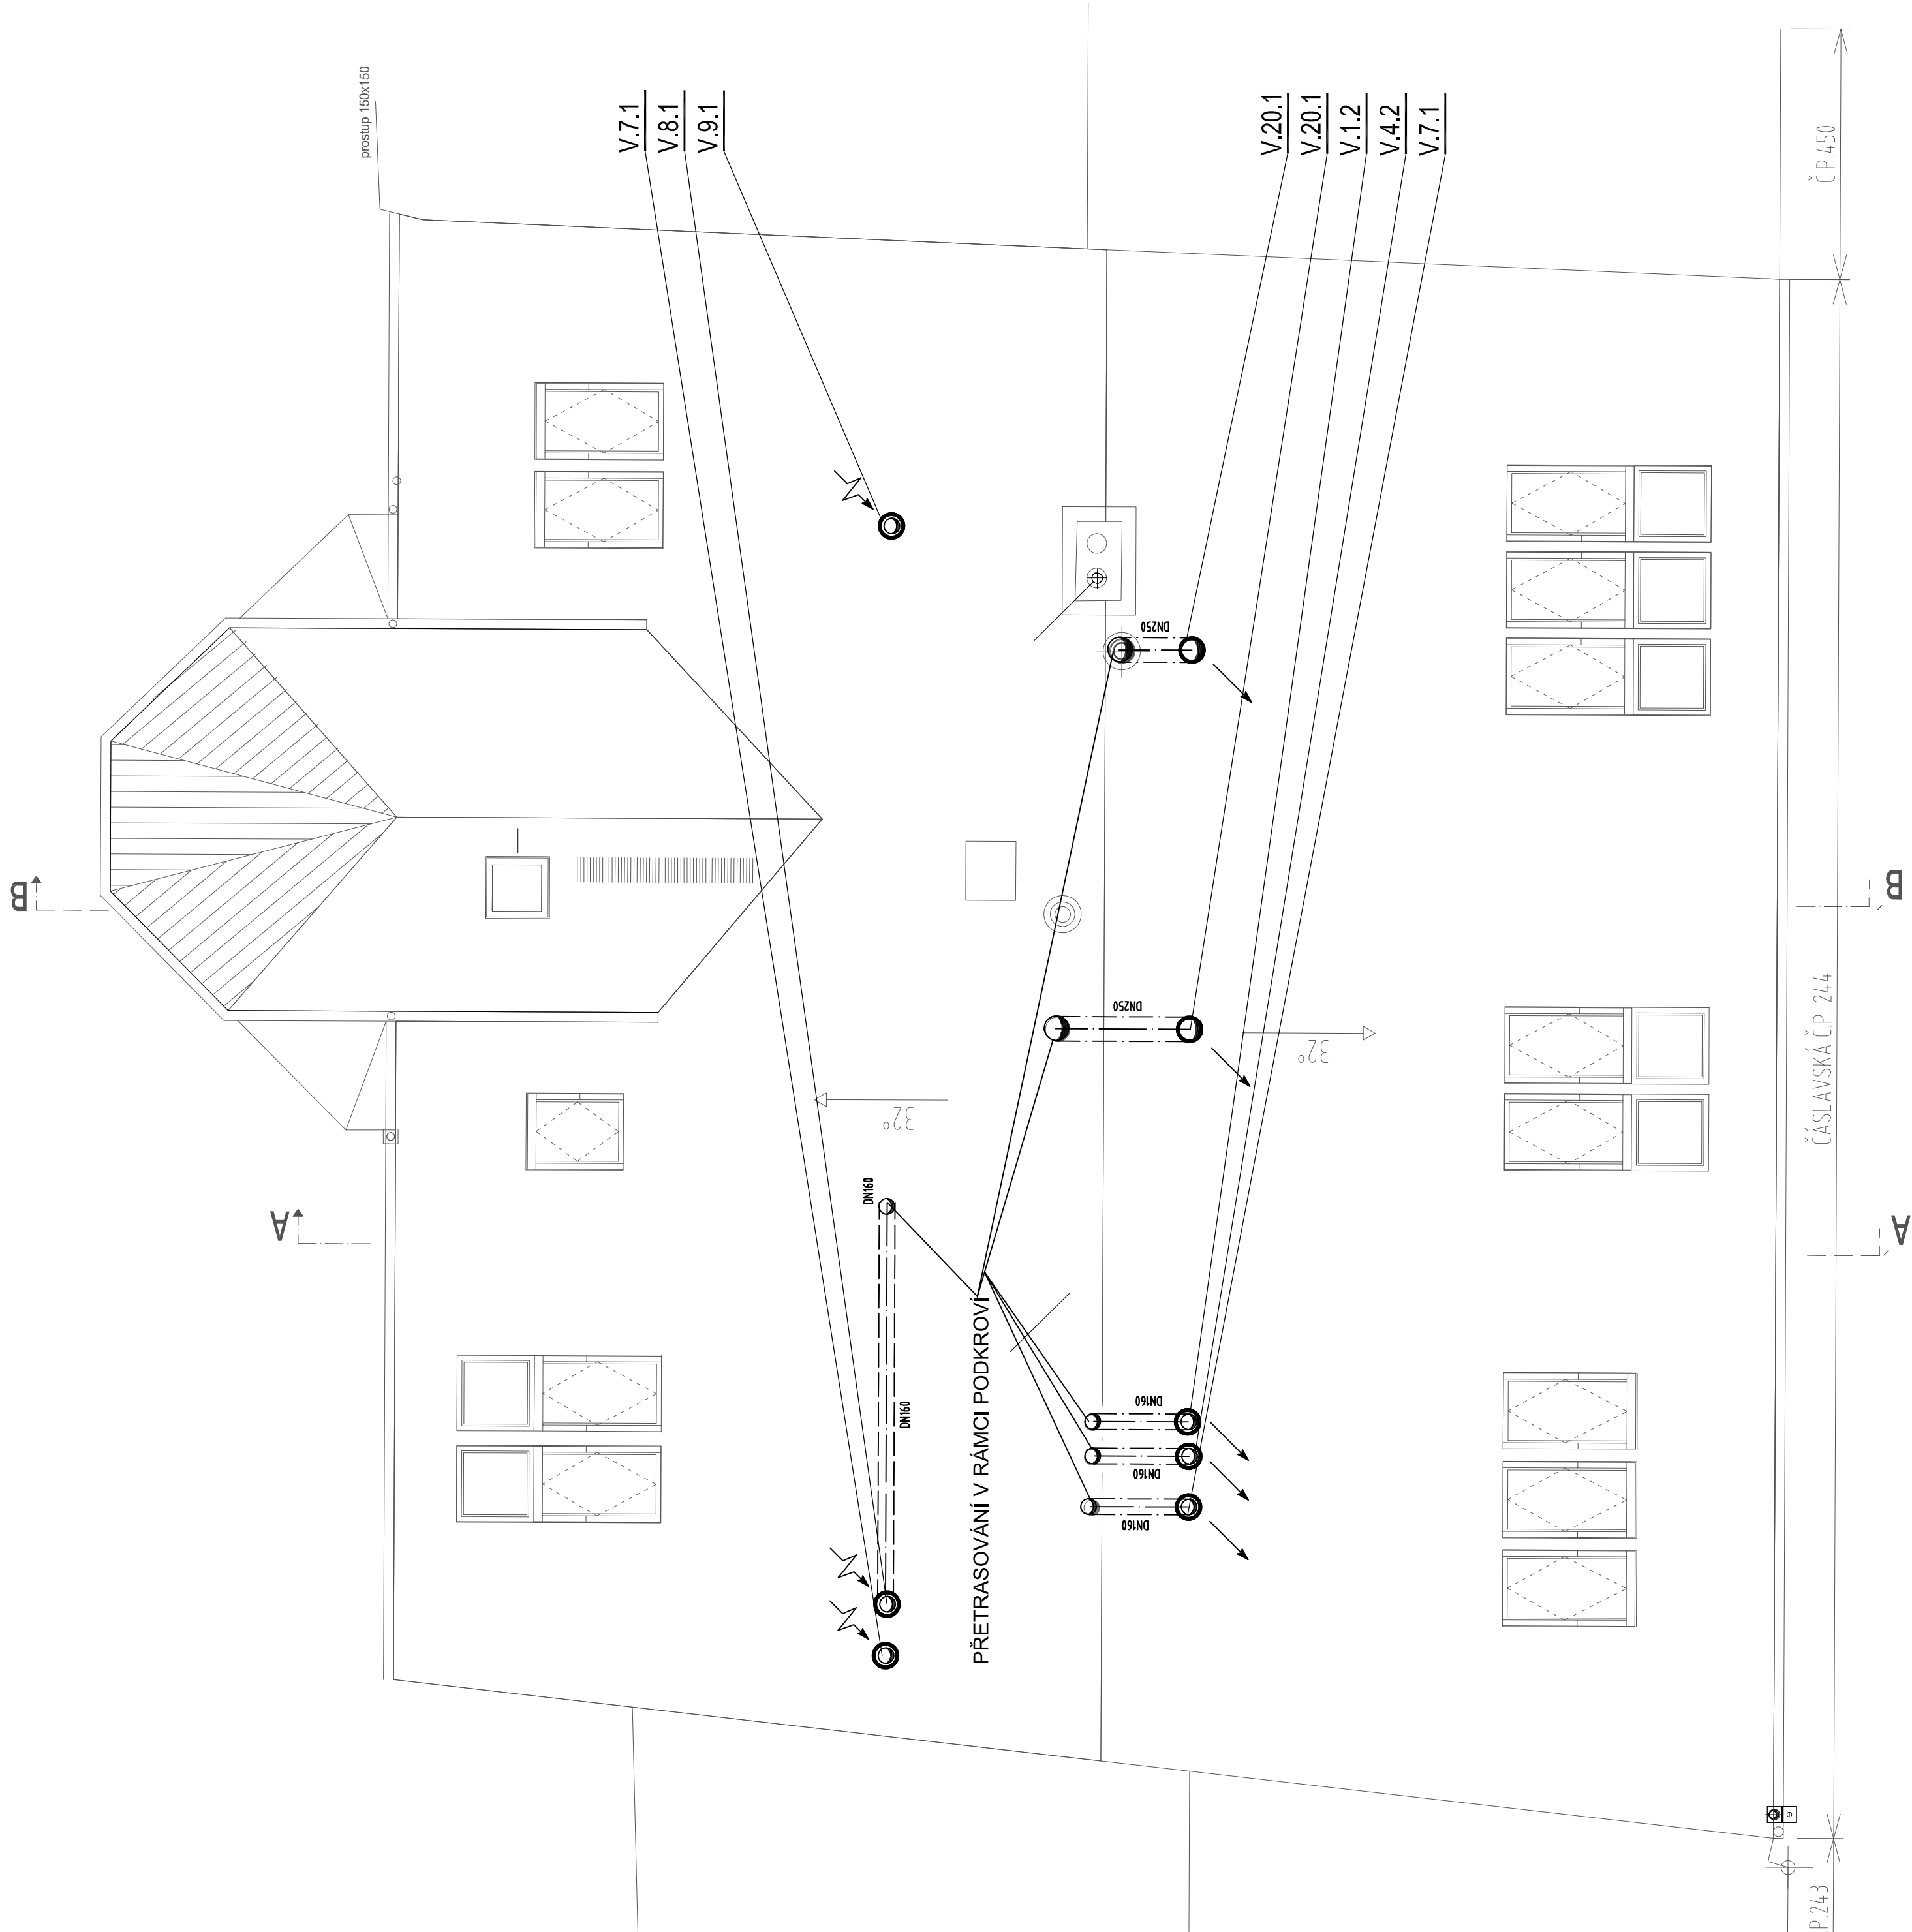 prostup 150x150
V.7.1
V.8.1
V.9.1
V.20.1
V.20.1
V.1.2
V.4.2
V.7.1
Č.P.450
DN250
B
B
DN250
32°
32°
ČÁSLAVSKÁ Č.P. 244
DN160
A
A
PŘETRASOVÁNÍ V RÁMCI PODKROVÍ
DN160
DN160
DN160
DN160
P.243